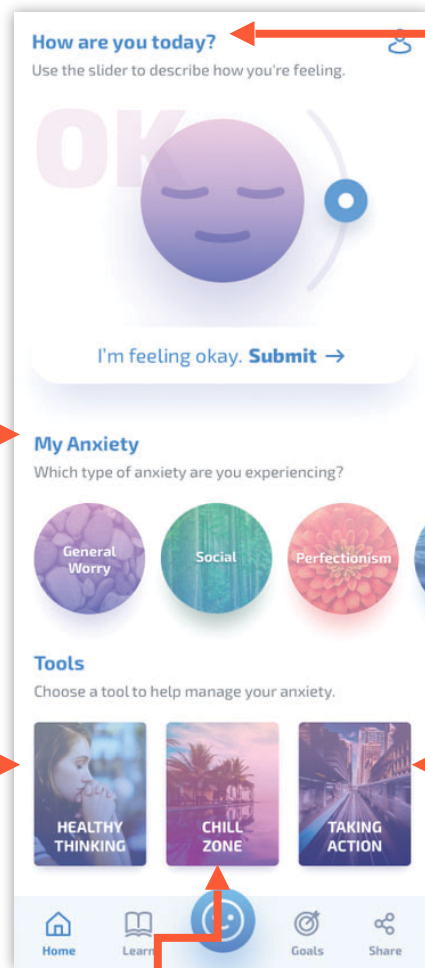 How are you today?
Use the slider to describe how you're feeling.
OK
I'm feeling okay. Submit →
My Anxiety
Which type of anxiety are you experiencing?
General
Worry
Social
Perfectionism
Tools
Choose a tool to help manage your anxiety.
HEALTHY
THINKING
CHILL
ZONE
TAKING
ACTION
Home
Learn
Goals
Share